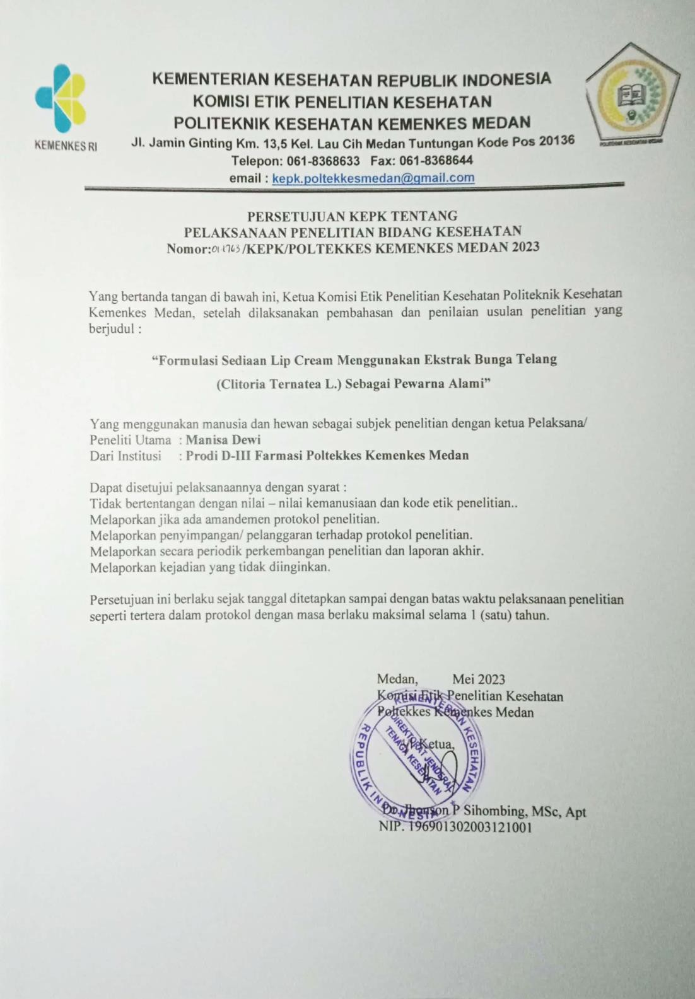 KEMENKES RI
KEMENTERIAN KESEHATAN REPUBLIK INDONESIA
KOMISI ETIK PENELITIAN KESEHATAN
POLITEKNIK KESEHATAN KEMENKES MEDAN
Jl. Jamin Ginting Km. 13,5 Kel. Lau Cih Medan Tuntungan Kode Pos 20136
Telepon: 061-8368633 Fax: 061-8368644
email : kepk.poltekkesmedan@gmail.com
POLITEKNIK KESEHATAN MEDAN
PERSETUJUAN KEPK TENTANG
PELAKSANAAN PENELITIAN BIDANG KESEHATAN
Nomor:01.1763/KEPK/POLTEKKES KEMENKES MEDAN 2023
Yang bertanda tangan di bawah ini, Ketua Komisi Etik Penelitian Kesehatan Politeknik Kesehatan
Kemenkes Medan, setelah dilaksanakan pembahasan dan penilaian usulan penelitian yang
berjudul :
“Formulasi Sediaan Lip Cream Menggunakan Ekstrak Bunga Telang
(Clitoria Ternatea L.) Sebagai Pewarna Alami”
Yang menggunakan manusia dan hewan sebagai subjek penelitian dengan ketua Pelaksana/
Peneliti Utama : Manisa Dewi
Dari Institusi : Prodi D-III Farmasi Poltekkes Kemenkes Medan
Dapat disetujui pelaksanaannya dengan syarat :
Tidak bertentangan dengan nilai – nilai kemanusiaan dan kode etik penelitian..
Melaporkan jika ada amandemen protokol penelitian.
Melaporkan penyimpangan/ pelanggaran terhadap protokol penelitian.
Melaporkan secara periodik perkembangan penelitian dan laporan akhir.
Melaporkan kejadian yang tidak diinginkan.
Persetujuan ini berlaku sejak tanggal ditetapkan sampai dengan batas waktu pelaksanaan penelitian
seperti tertera dalam protokol dengan masa berlaku maksimal selama 1 (satu) tahun.
Medan, Mei 2023
Komisi Etik Penelitian Kesehatan
Poltekkes Kemenkes Medan
Ketua,
KEMENTERIAN KESEHATAN
DIREKTORAT JENDERAL
TENAGA KESEHATAN
REPUBLIK INDONESIA
Dr. Jhonson P Sihombing, MSc, Apt
NIP. 196901302003121001